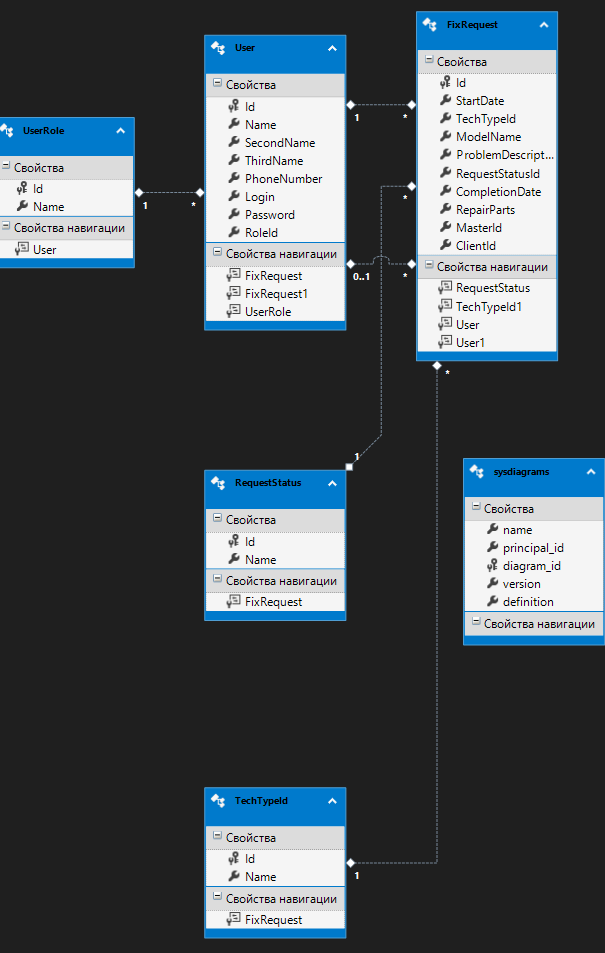 UserRole
Свойства
Id
Name
Свойства навигации
User
1
*
User
Свойства
Id
Name
SecondName
ThirdName
PhoneNumber
Login
Password
RoleId
Свойства навигации
FixRequest
FixRequest1
UserRole
1
*
0..1
*
FixRequest
Свойства
Id
StartDate
TechTypeId
ModelName
ProblemDescript...
RequestStatusId
CompletionDate
RepairParts
MasterId
ClientId
Свойства навигации
RequestStatus
TechTypeId1
User
User1
*
*
1
RequestStatus
Свойства
Id
Name
Свойства навигации
FixRequest
sysdiagrams
Свойства
name
principal_id
diagram_id
version
definition
Свойства навигации
TechTypeId
Свойства
Id
Name
Свойства навигации
FixRequest
1